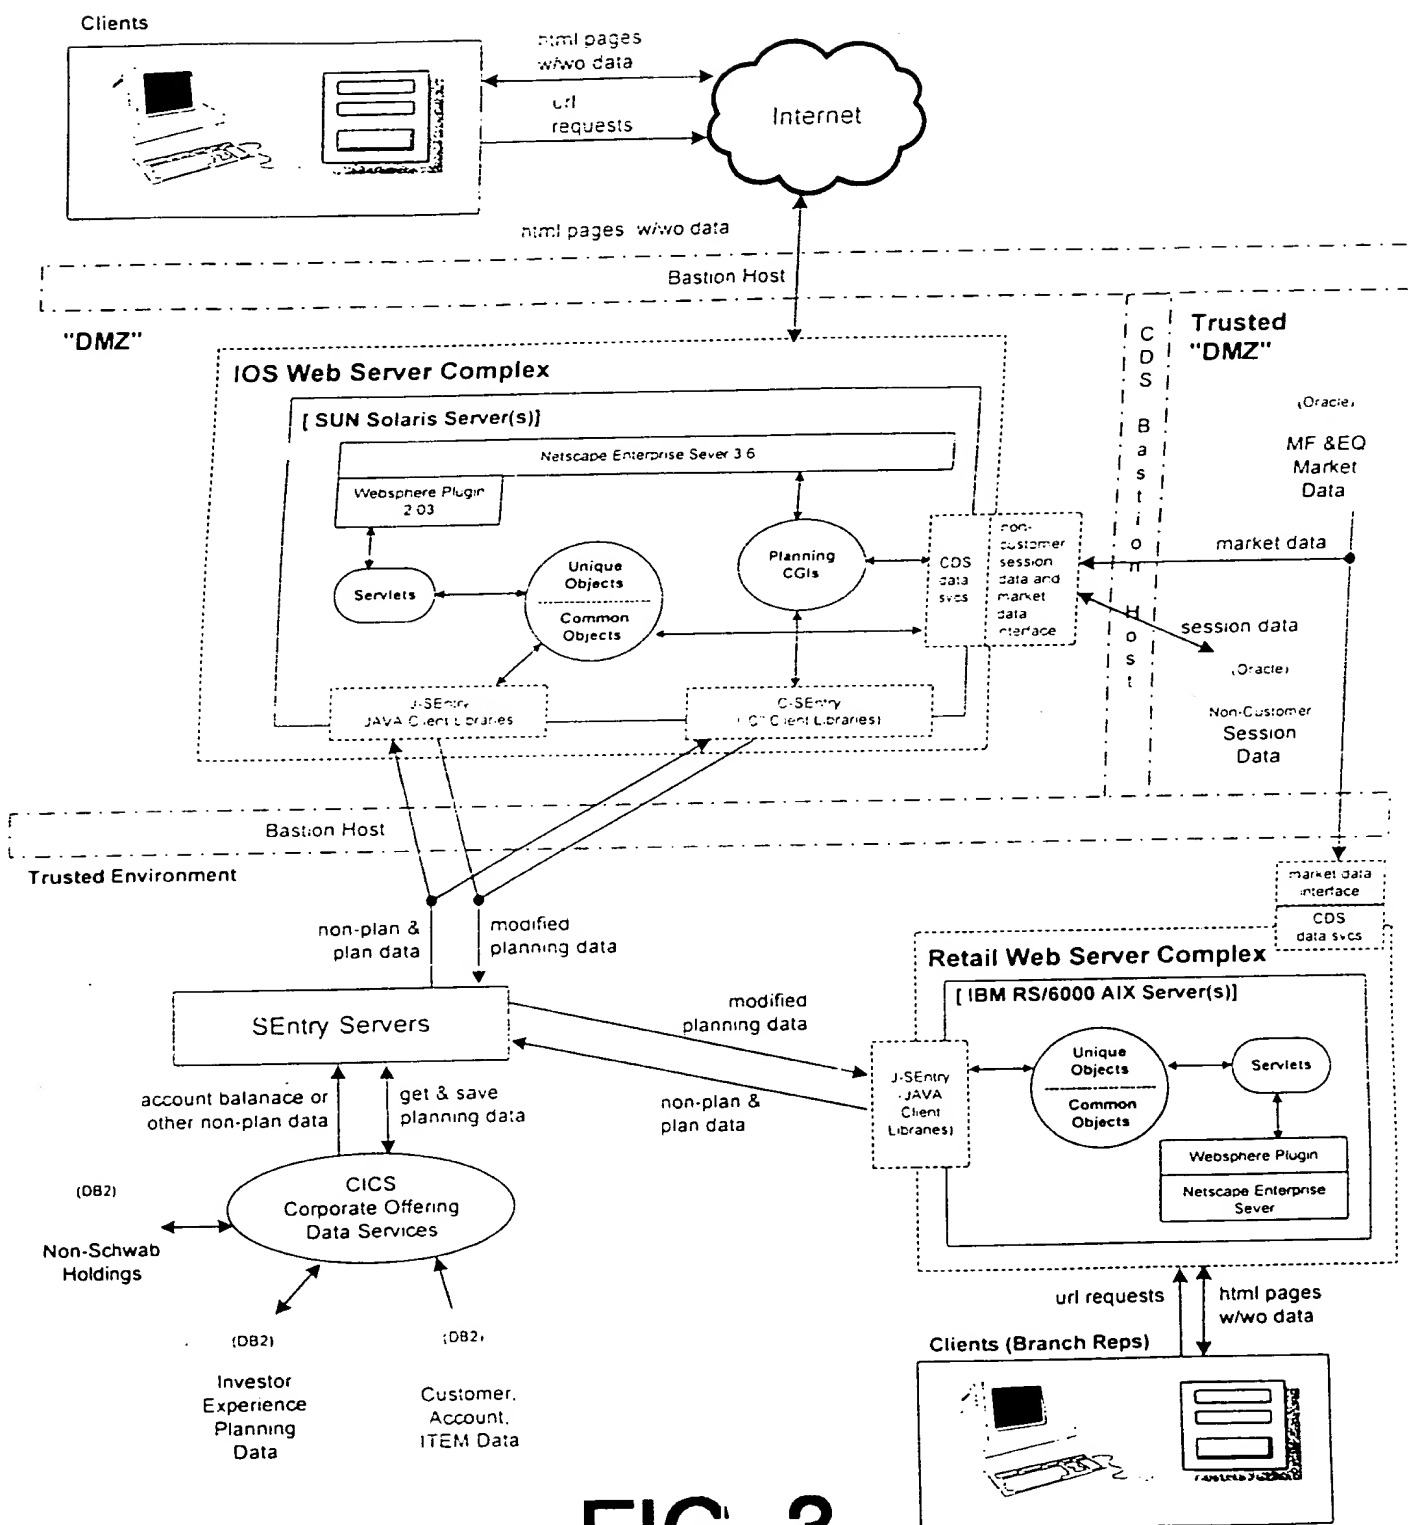 Clients
html pages
w/wo data
url
requests
Internet
html pages w/wo data
Bastion Host
"DMZ"
Trusted
"DMZ"
CDS Bastion Host
IOS Web Server Complex
[ SUN Solaris Server(s)]
Netscape Enterprise Sever 3.6
Websphere Plugin
2.03
Servlets
Unique
Objects
Common
Objects
Planning
CGIs
CDS
data
svcs
non-
customer
session
data and
market
data
interface
J-SEntry
JAVA Client Libraries
C-SEntry
"C" Client Libraries)
(Oracle)
MF &EQ
Market
Data
market data
session data
(Oracle)
Non-Customer
Session
Data
Bastion Host
Trusted Environment
non-plan &
plan data
modified
planning data
market data
interface
CDS
data svcs
SEntry Servers
modified
planning data
non-plan &
plan data
account balanace or
other non-plan data
get & save
planning data
CICS
Corporate Offering
Data Services
(DB2)
Non-Schwab
Holdings
(DB2)
Investor
Experience
Planning
Data
(DB2)
Customer,
Account,
ITEM Data
Retail Web Server Complex
[ IBM RS/6000 AIX Server(s)]
J-SEntry
(JAVA
Client
Libraries)
Unique
Objects
Common
Objects
Servlets
Websphere Plugin
Netscape Enterprise
Sever
url requests
html pages
w/wo data
Clients (Branch Reps)
FIG. 3